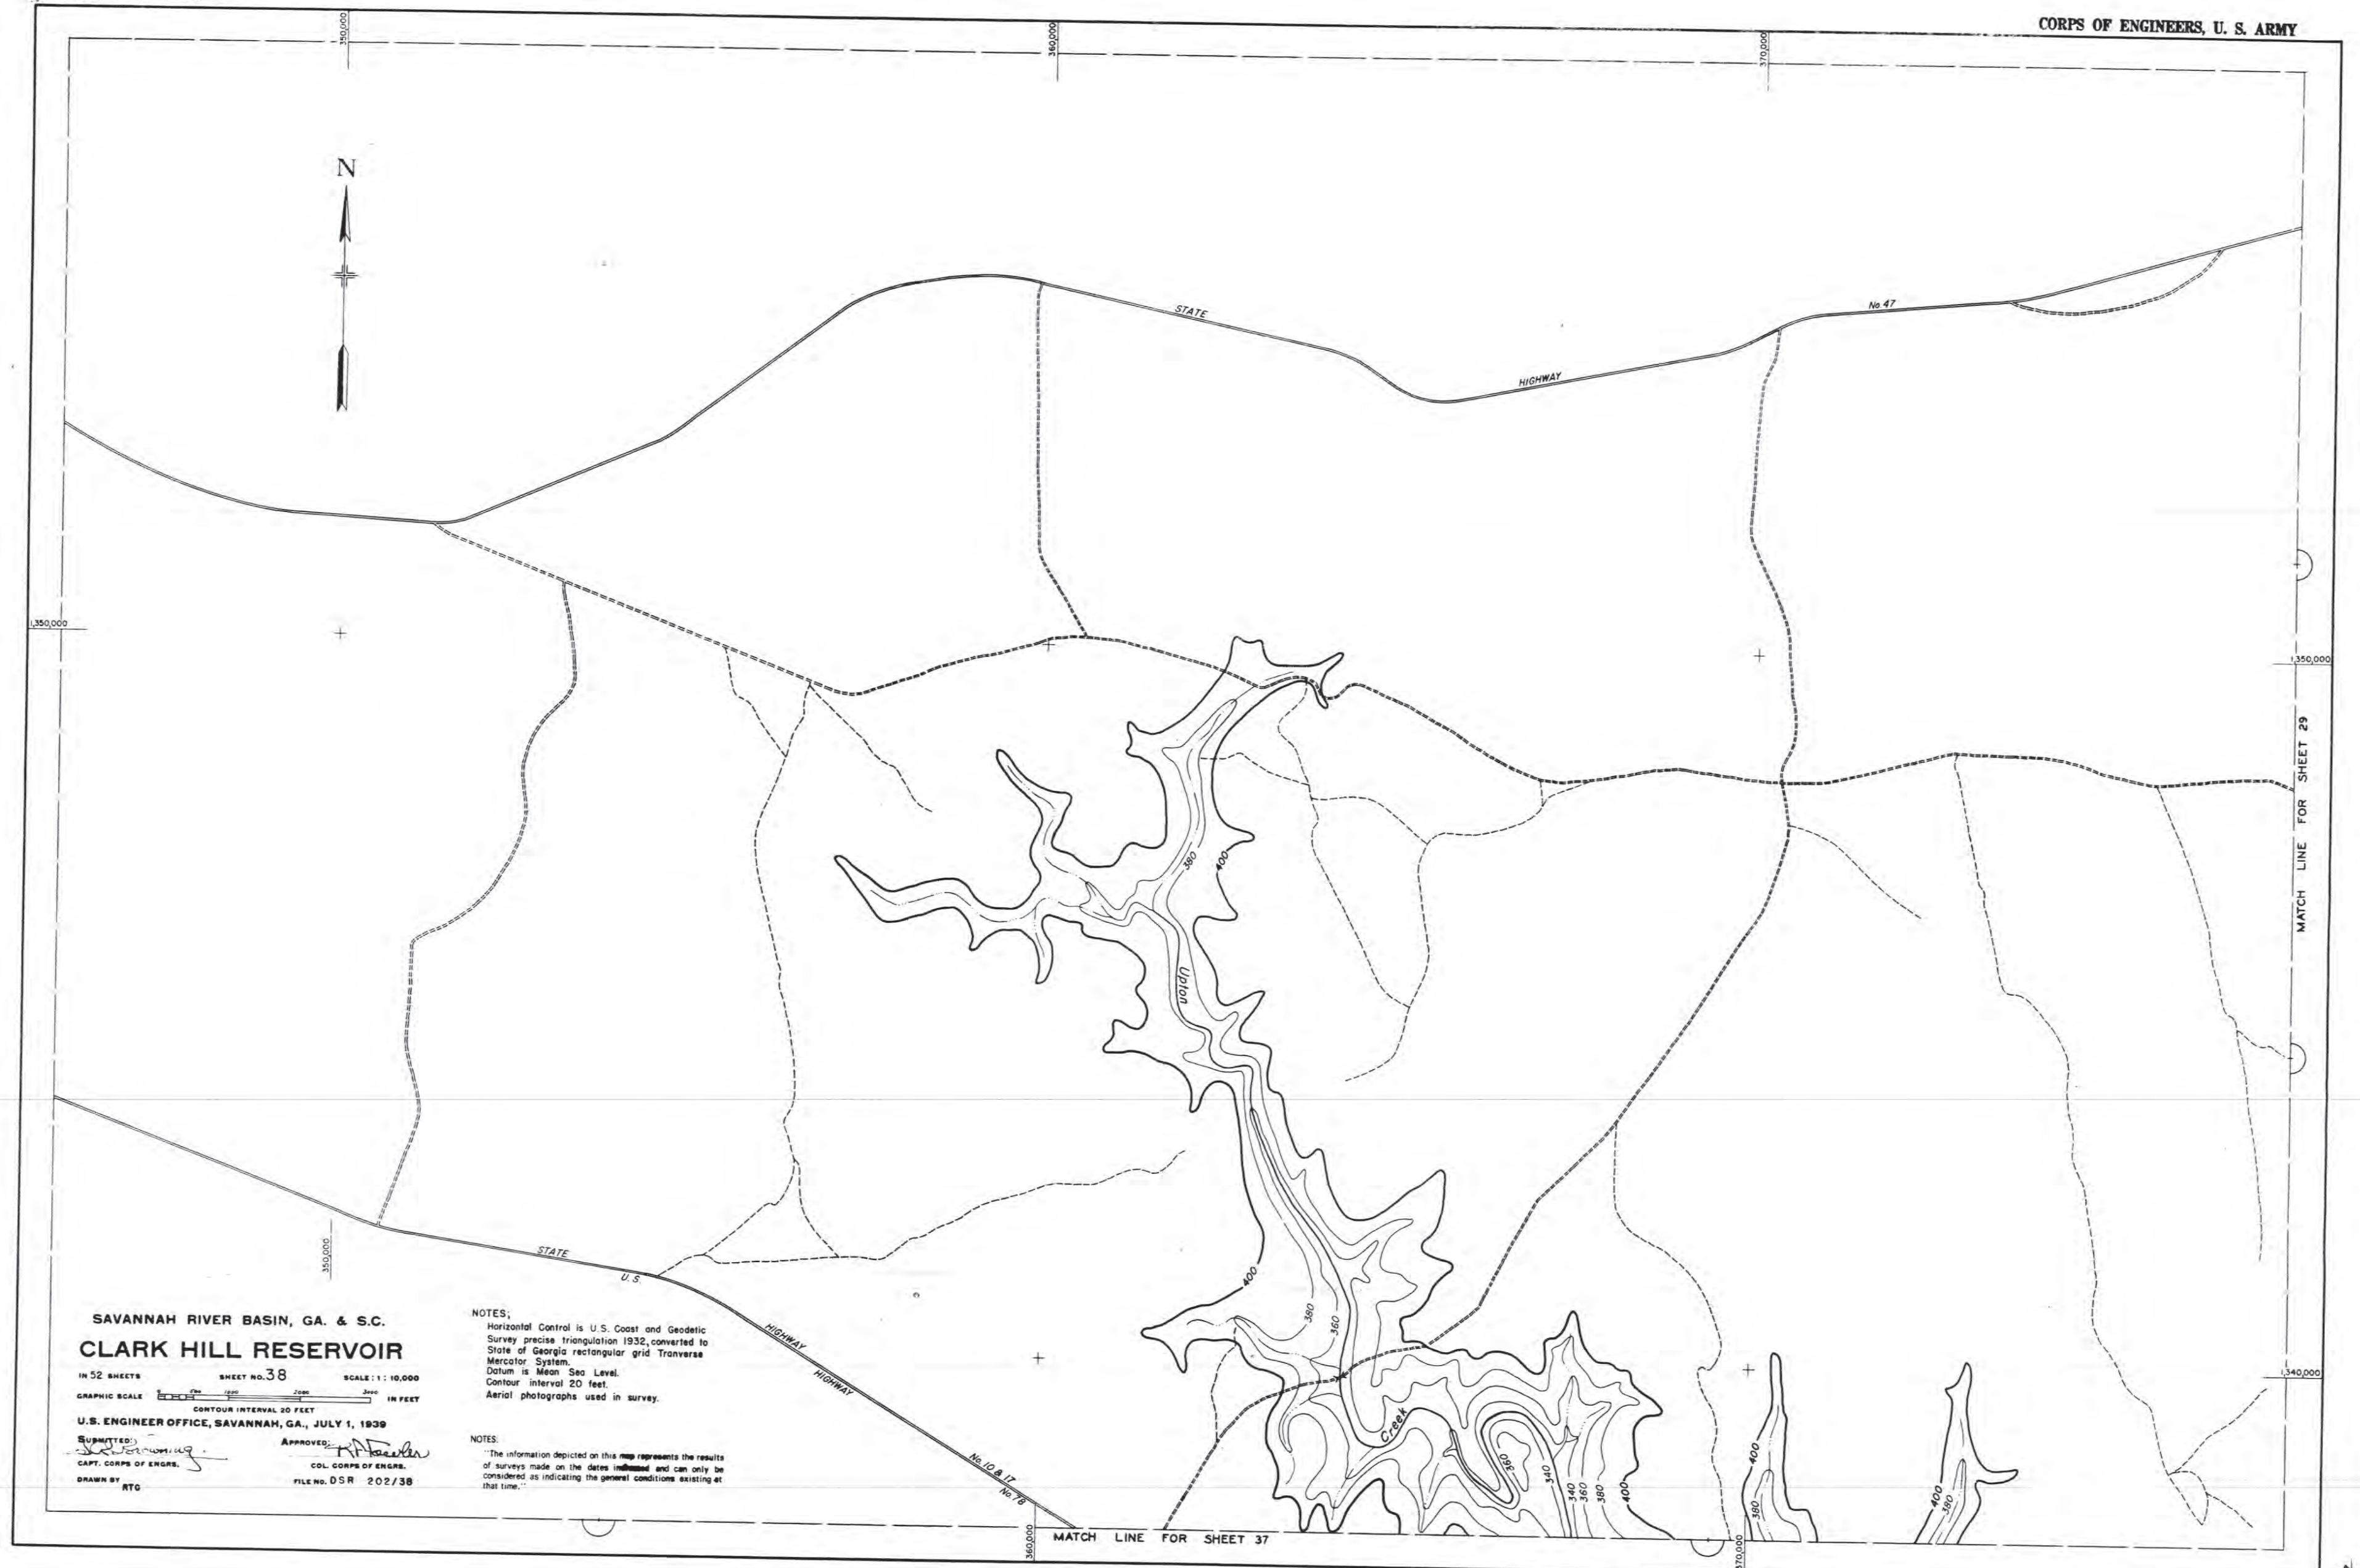 CORPS OF ENGINEERS, U. S. ARMY
350,000
360,000
370,000
N
STATE
HIGHWAY
No. 47
1,350,000
1,350,000
MATCH LINE FOR SHEET 29
380
400
Upton
STATE
U. S.
HIGHWAY
HIGHWAY
No. 10 & 17
No. 78
400
380
360
Creek
360
340
340
360
380
400
400
380
400
380
1,340,000
350,000
360,000
370,000
MATCH LINE FOR SHEET 37
SAVANNAH RIVER BASIN, GA. & S.C.
CLARK HILL RESERVOIR
IN 52 SHEETS SHEET NO. 38 SCALE: 1 : 10,000
GRAPHIC SCALE 0 500 1000 2000 3000 IN FEET
CONTOUR INTERVAL 20 FEET
U.S. ENGINEER OFFICE, SAVANNAH, GA., JULY 1, 1939
SUBMITTED: APPROVED:
CAPT. CORPS OF ENGRS. COL. CORPS OF ENGRS.
DRAWN BY RTG FILE NO. DSR 202/38
NOTES;
Horizontal Control is U.S. Coast and Geodetic
Survey precise triangulation 1932, converted to
State of Georgia rectangular grid Tranverse
Mercator System.
Datum is Mean Sea Level.
Contour interval 20 feet.
Aerial photographs used in survey.
NOTES:
"The information depicted on this map represents the results
of surveys made on the dates indicated and can only be
considered as indicating the general conditions existing at
that time."